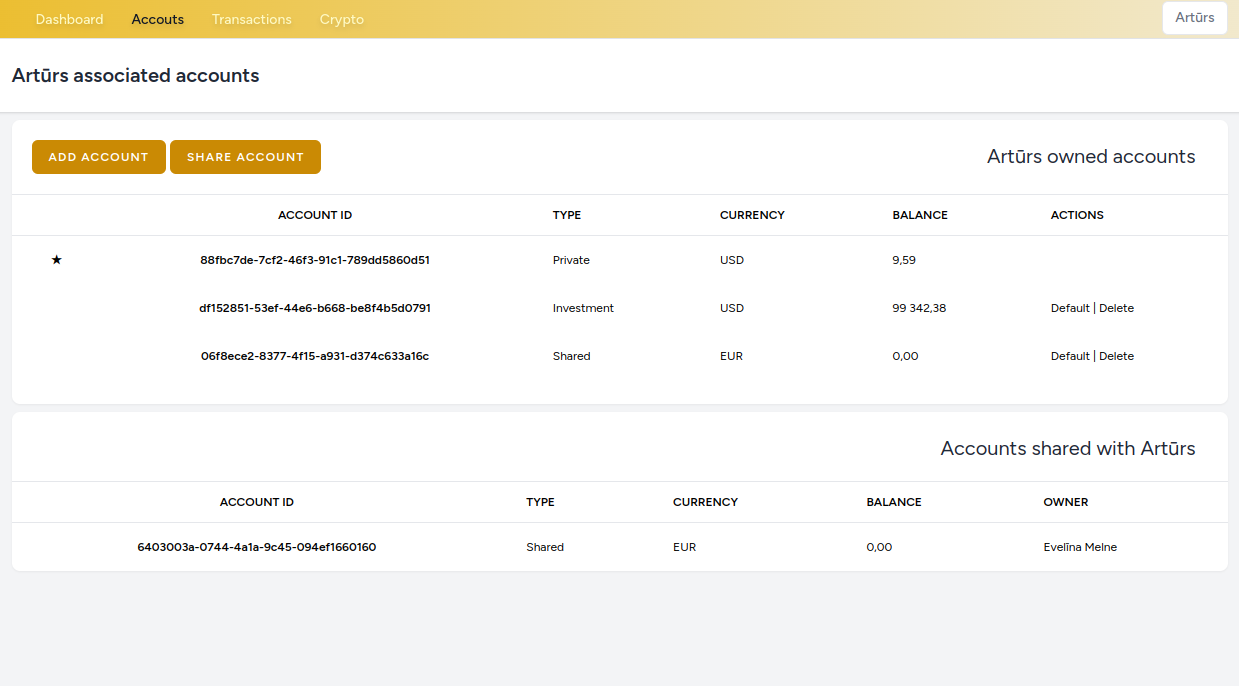 Dashboard Accouts Transactions Crypto Artūrs
Artūrs associated accounts
ADD ACCOUNT SHARE ACCOUNT Artūrs owned accounts
ACCOUNT ID TYPE CURRENCY BALANCE ACTIONS
★ 88fbc7de-7cf2-46f3-91c1-789dd5860d51 Private USD 9,59
df152851-53ef-44e6-b668-be8f4b5d0791 Investment USD 99 342,38 Default | Delete
06f8ece2-8377-4f15-a931-d374c633a16c Shared EUR 0,00 Default | Delete
Accounts shared with Artūrs
ACCOUNT ID TYPE CURRENCY BALANCE OWNER
6403003a-0744-4a1a-9c45-094ef1660160 Shared EUR 0,00 Evelīna Melne